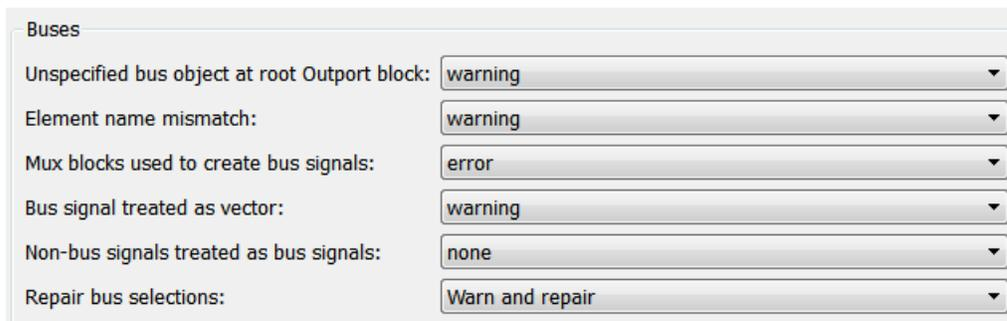 Buses
Unspecified bus object at root Outport block: warning
Element name mismatch: warning
Mux blocks used to create bus signals: error
Bus signal treated as vector: warning
Non-bus signals treated as bus signals: none
Repair bus selections: Warn and repair